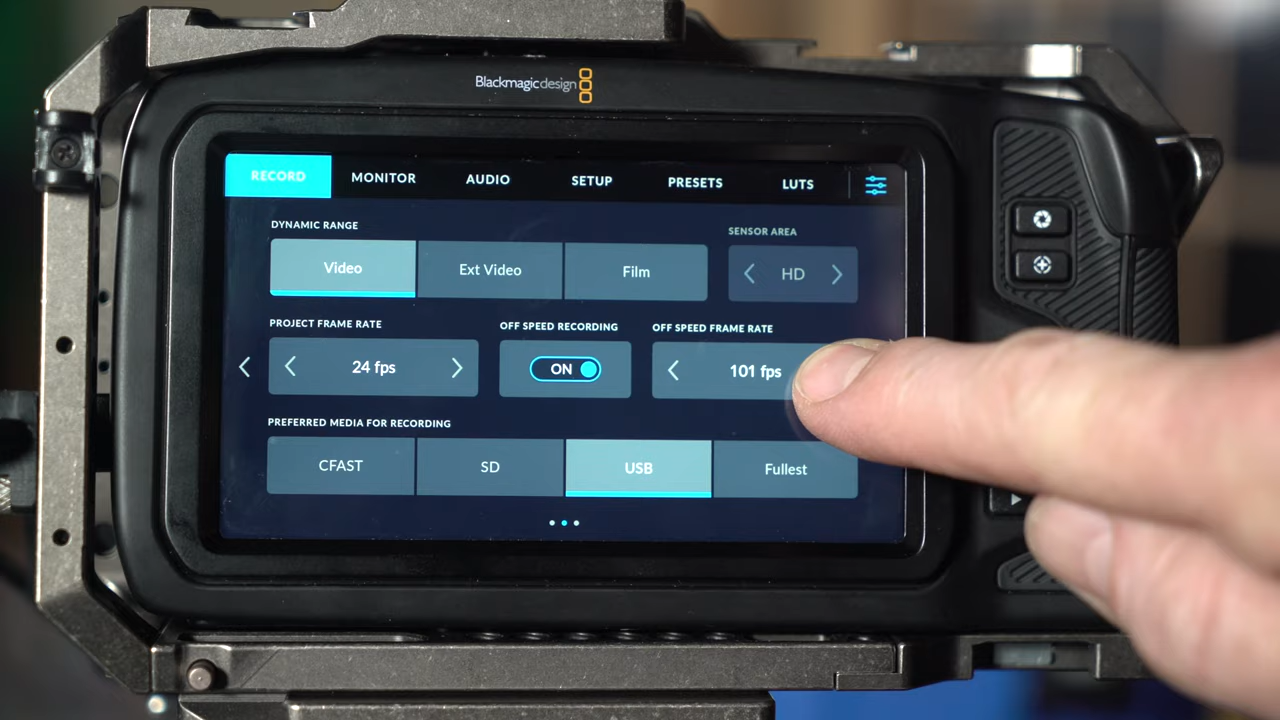 Blackmagicdesign
RECORD MONITOR AUDIO SETUP PRESETS LUTS
DYNAMIC RANGE SENSOR AREA
Video Ext Video Film HD
PROJECT FRAME RATE OFF SPEED RECORDING OFF SPEED FRAME RATE
24 fps ON 101 fps
PREFERRED MEDIA FOR RECORDING
CFAST SD USB Fullest